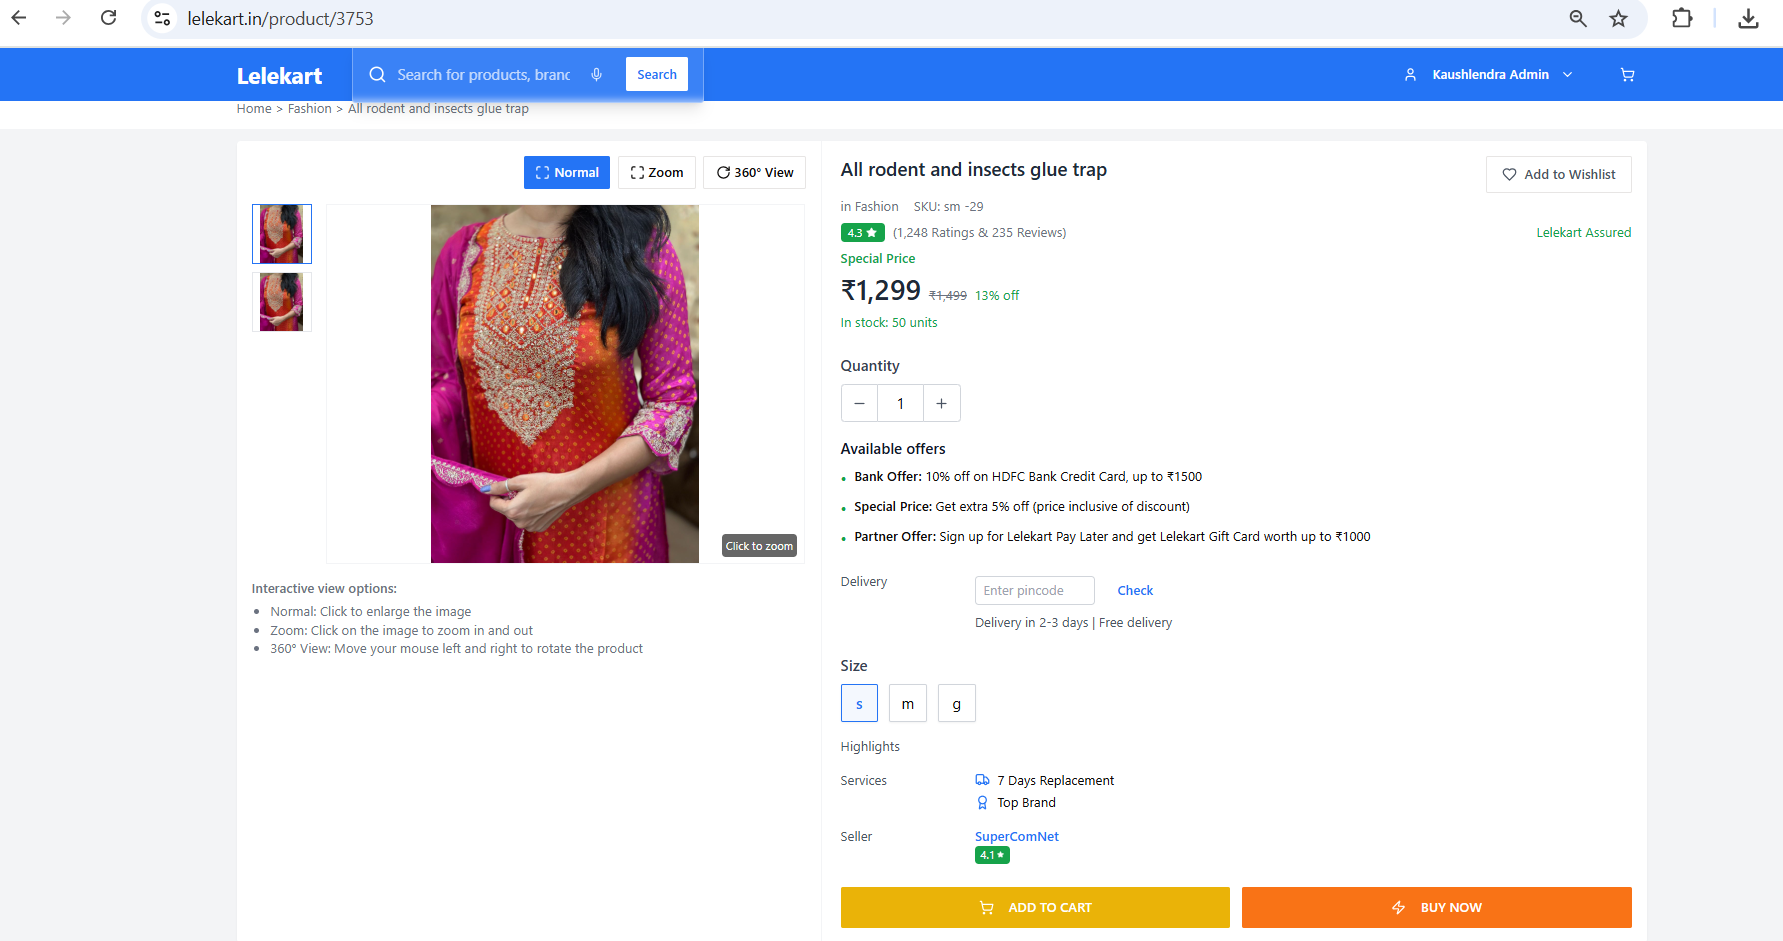 lelekart.in/product/3753
Lelekart
Search for products, branc
Search
Kaushlendra Admin
Home > Fashion > All rodent and insects glue trap
Normal
Zoom
360° View
Click to zoom
Interactive view options:
• Normal: Click to enlarge the image
• Zoom: Click on the image to zoom in and out
• 360° View: Move your mouse left and right to rotate the product
All rodent and insects glue trap
Add to Wishlist
in Fashion SKU: sm -29
4.3 ★ (1,248 Ratings & 235 Reviews)
Lelekart Assured
Special Price
₹1,299 ₹1,499 13% off
In stock: 50 units
Quantity
− 1 +
Available offers
• Bank Offer: 10% off on HDFC Bank Credit Card, up to ₹1500
• Special Price: Get extra 5% off (price inclusive of discount)
• Partner Offer: Sign up for Lelekart Pay Later and get Lelekart Gift Card worth up to ₹1000
Delivery
Enter pincode
Check
Delivery in 2-3 days | Free delivery
Size
s m g
Highlights
Services
7 Days Replacement
Top Brand
Seller
SuperComNet
4.1 ★
ADD TO CART
BUY NOW